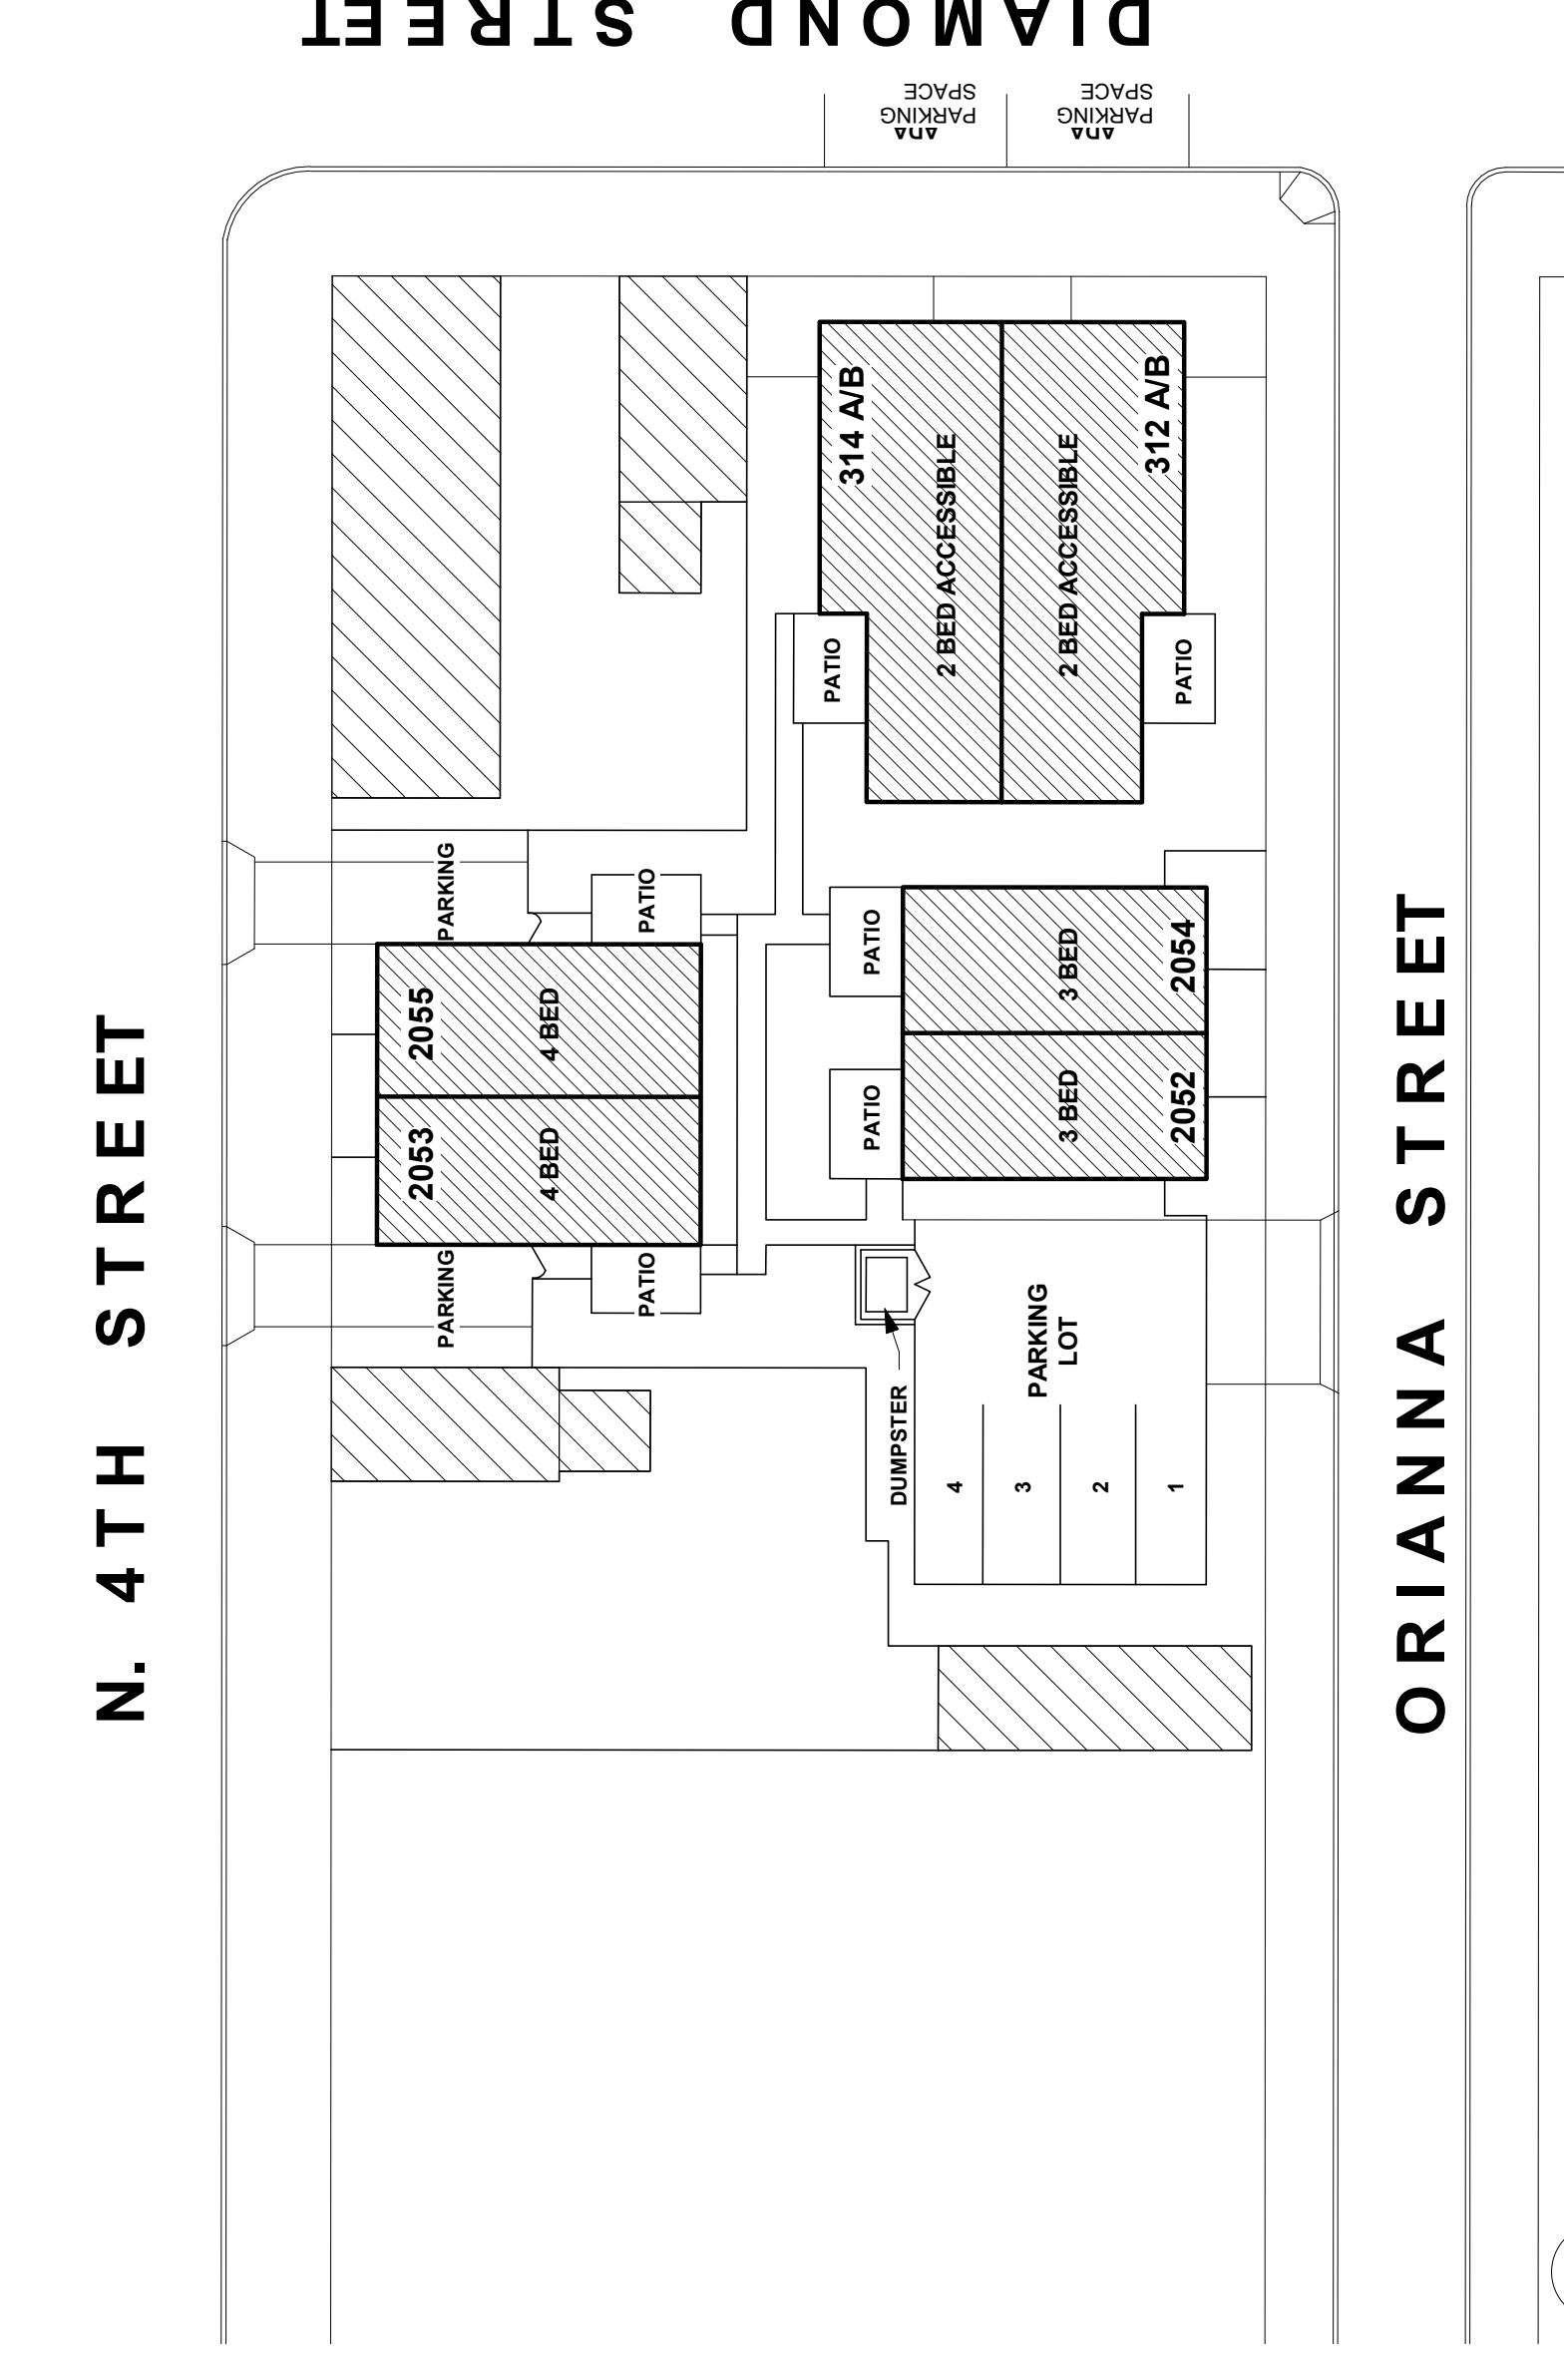 DIAMOND STREET
ADA
PARKING
SPACE
ADA
PARKING
SPACE
314 A/B
2 BED ACCESSIBLE
2 BED ACCESSIBLE
312 A/B
PATIO
PATIO
PARKING
PATIO
2055
4 BED
2053
4 BED
PARKING
PATIO
PATIO
3 BED
2054
PATIO
3 BED
2052
DUMPSTER
PARKING
LOT
4
3
2
1
N. 4TH STREET
ORIANNA STREET